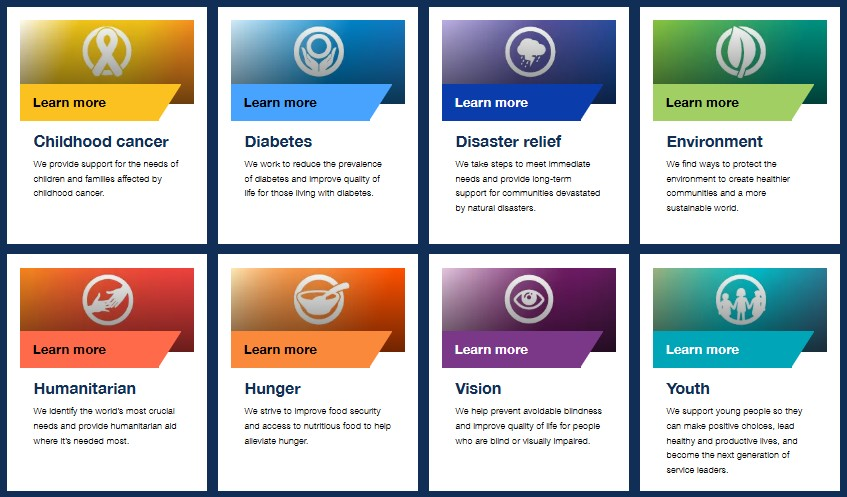 Learn more
Childhood cancer
We provide support for the needs of
children and families affected by
childhood cancer.
Learn more
Diabetes
We work to reduce the prevalence
of diabetes and improve quality of
life for those living with diabetes.
Learn more
Disaster relief
We take steps to meet immediate
needs and provide long-term
support for communities devastated
by natural disasters.
Learn more
Environment
We find ways to protect the
environment to create healthier
communities and a more
sustainable world.
Learn more
Humanitarian
We identify the world's most crucial
needs and provide humanitarian aid
where it's needed most.
Learn more
Hunger
We strive to improve food security
and access to nutritious food to help
alleviate hunger.
Learn more
Vision
We help prevent avoidable blindness
and improve quality of life for people
who are blind or visually impaired.
Learn more
Youth
We support young people so they
can make positive choices, lead
healthy and productive lives, and
become the next generation of
service leaders.